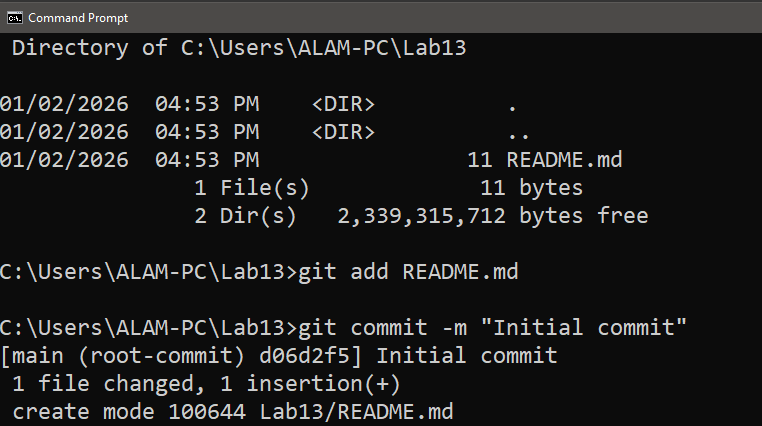 Command Prompt
Directory of C:\Users\ALAM-PC\Lab13
01/02/2026  04:53 PM    <DIR>          .
01/02/2026  04:53 PM    <DIR>          ..
01/02/2026  04:53 PM                11 README.md
               1 File(s)             11 bytes
               2 Dir(s)   2,339,315,712 bytes free
C:\Users\ALAM-PC\Lab13>git add README.md
C:\Users\ALAM-PC\Lab13>git commit -m "Initial commit"
[main (root-commit) d06d2f5] Initial commit
 1 file changed, 1 insertion(+)
 create mode 100644 Lab13/README.md